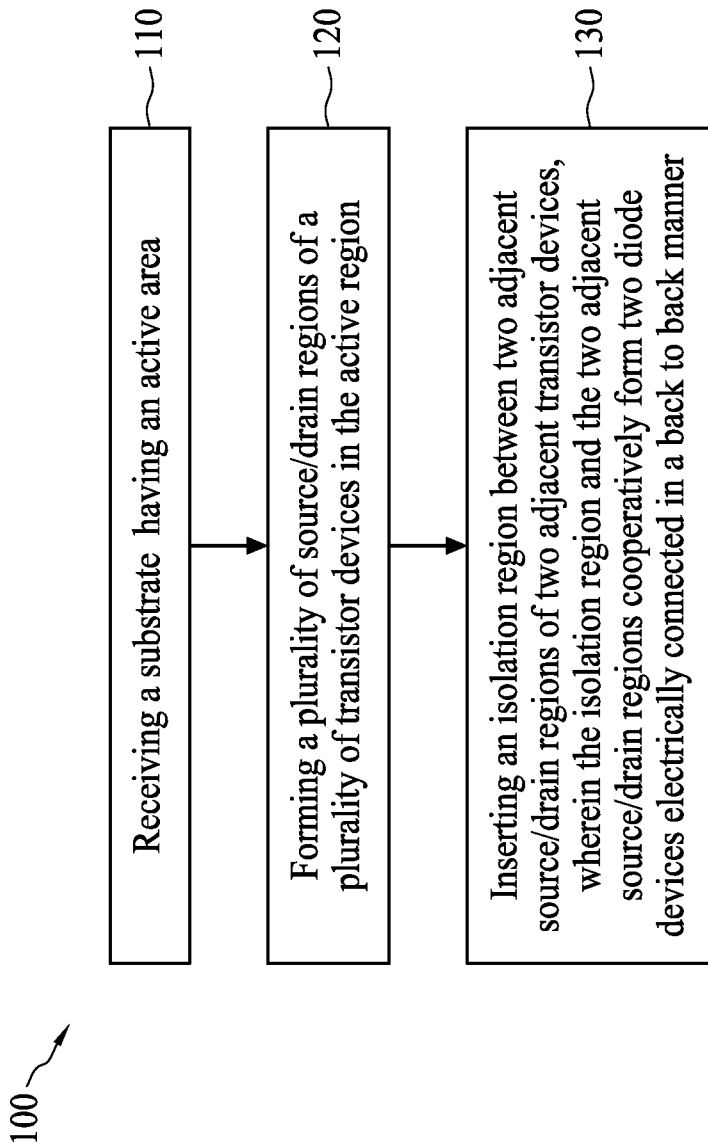 100
Receiving a substrate having an active area
110
Forming a plurality of source/drain regions of a
plurality of transistor devices in the active region
120
Inserting an isolation region between two adjacent
source/drain regions of two adjacent transistor devices,
wherein the isolation region and the two adjacent
source/drain regions cooperatively form two diode
devices electrically connected in a back to back manner
130